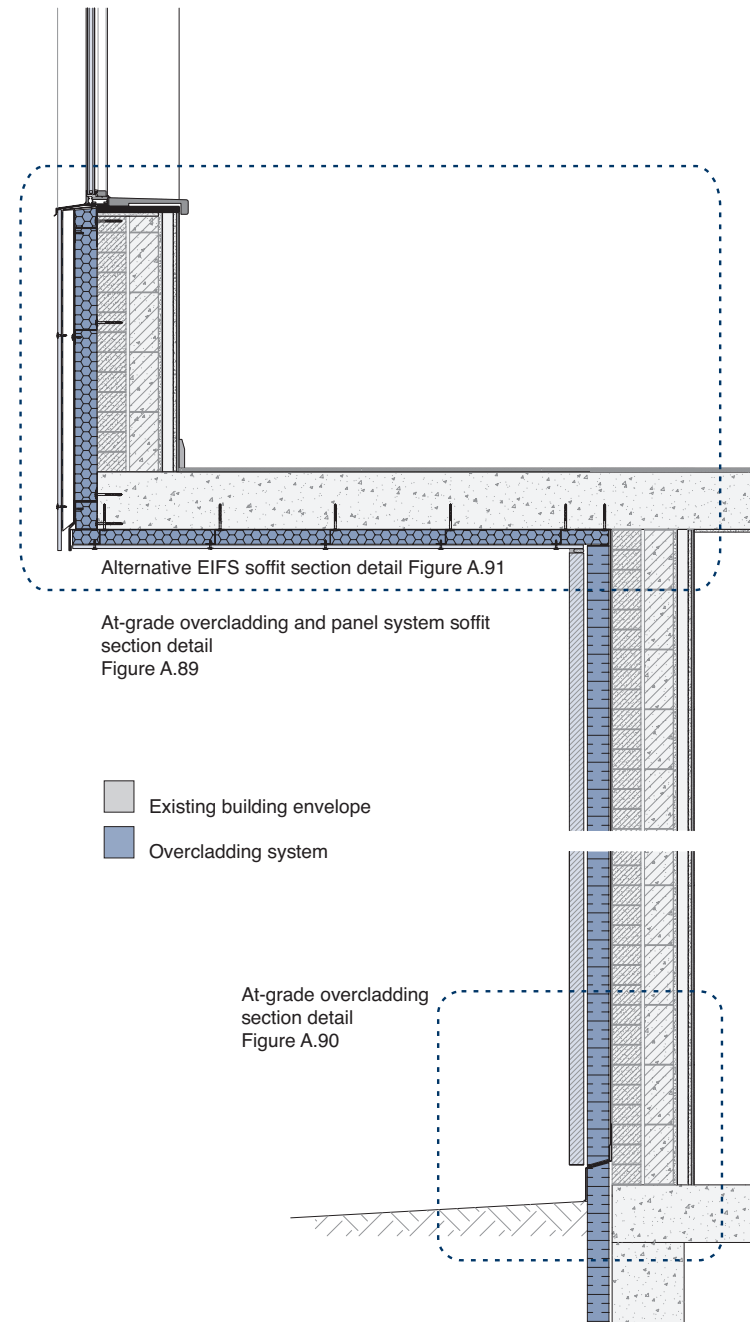 Alternative EIFS soffit section detail Figure A.91
At-grade overcladding and panel system soffit
section detail
Figure A.89
Existing building envelope
Overcladding system
At-grade overcladding
section detail
Figure A.90